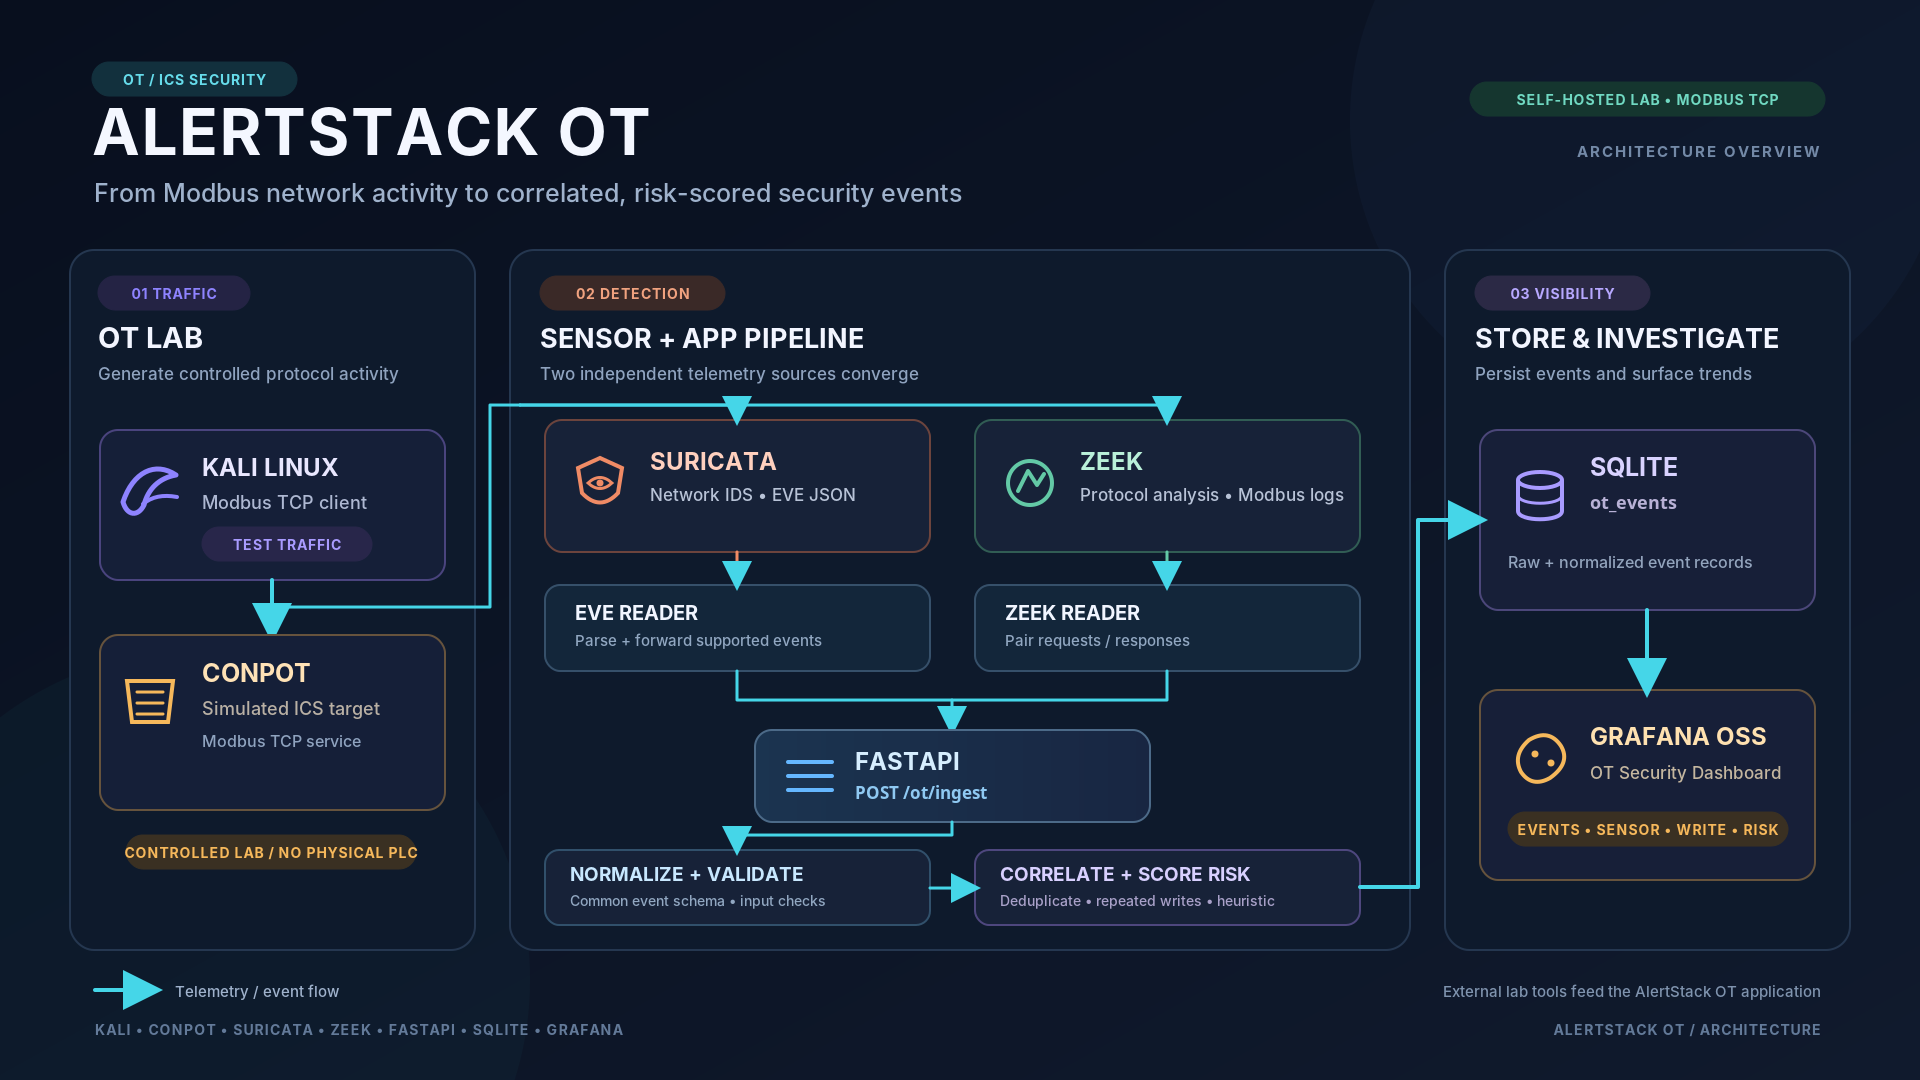 OT / ICS SECURITY
ALERTSTACK OT
From Modbus network activity to correlated, risk-scored security events
SELF-HOSTED LAB • MODBUS TCP
ARCHITECTURE OVERVIEW
01 TRAFFIC
OT LAB
Generate controlled protocol activity
KALI LINUX
Modbus TCP client
TEST TRAFFIC
CONPOT
Simulated ICS target
Modbus TCP service
CONTROLLED LAB / NO PHYSICAL PLC
02 DETECTION
SENSOR + APP PIPELINE
Two independent telemetry sources converge
SURICATA
Network IDS • EVE JSON
ZEEK
Protocol analysis • Modbus logs
EVE READER
Parse + forward supported events
ZEEK READER
Pair requests / responses
FASTAPI
POST /ot/ingest
NORMALIZE + VALIDATE
Common event schema • input checks
CORRELATE + SCORE RISK
Deduplicate • repeated writes • heuristic
03 VISIBILITY
STORE & INVESTIGATE
Persist events and surface trends
SQLITE
ot_events
Raw + normalized event records
GRAFANA OSS
OT Security Dashboard
EVENTS • SENSOR • WRITE • RISK
Telemetry / event flow
KALI • CONPOT • SURICATA • ZEEK • FASTAPI • SQLITE • GRAFANA
External lab tools feed the AlertStack OT application
ALERTSTACK OT / ARCHITECTURE